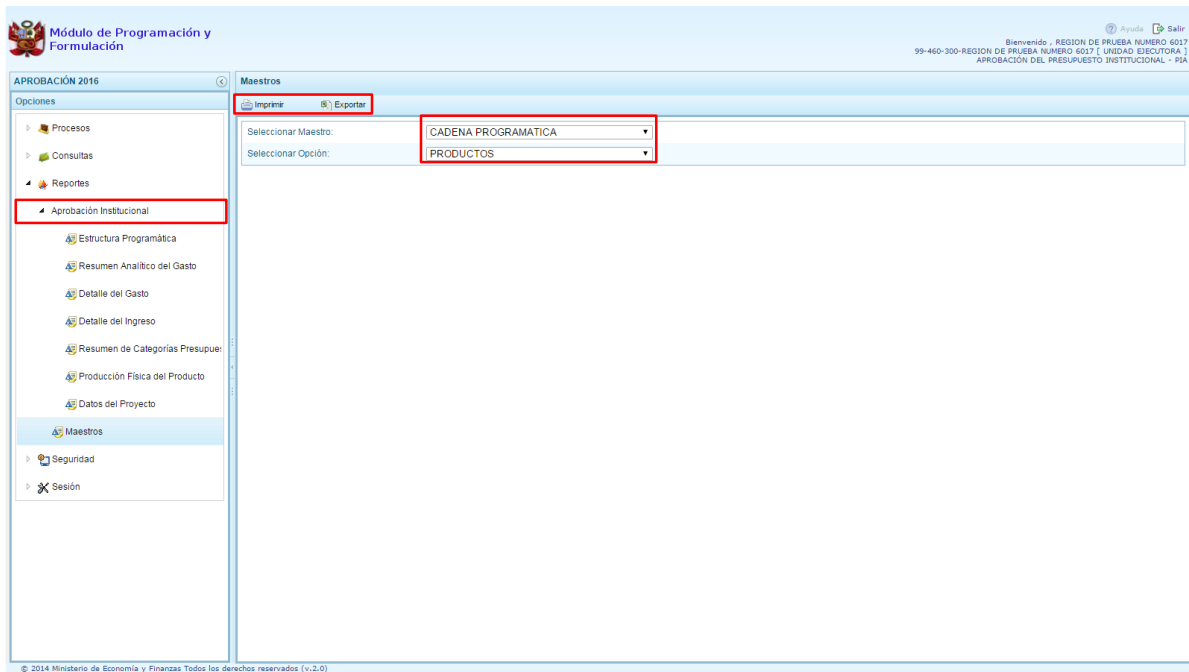 Módulo de Programación y
Formulación
Ayuda Salir
Bienvenido , REGION DE PRUEBA NUMERO 6017
99-460-300-REGION DE PRUEBA NUMERO 6017 [ UNIDAD EJECUTORA ]
APROBACIÓN DEL PRESUPUESTO INSTITUCIONAL - PIA
APROBACIÓN 2016
Opciones
Procesos
Consultas
Reportes
Aprobación Institucional
Estructura Programática
Resumen Analítico del Gasto
Detalle del Gasto
Detalle del Ingreso
Resumen de Categorías Presupues
Producción Física del Producto
Datos del Proyecto
Maestros
Seguridad
Sesión
Maestros
Imprimir Exportar
Seleccionar Maestro: CADENA PROGRAMATICA
Seleccionar Opción: PRODUCTOS
© 2014 Ministerio de Economía y Finanzas Todos los derechos reservados (v.2.0)